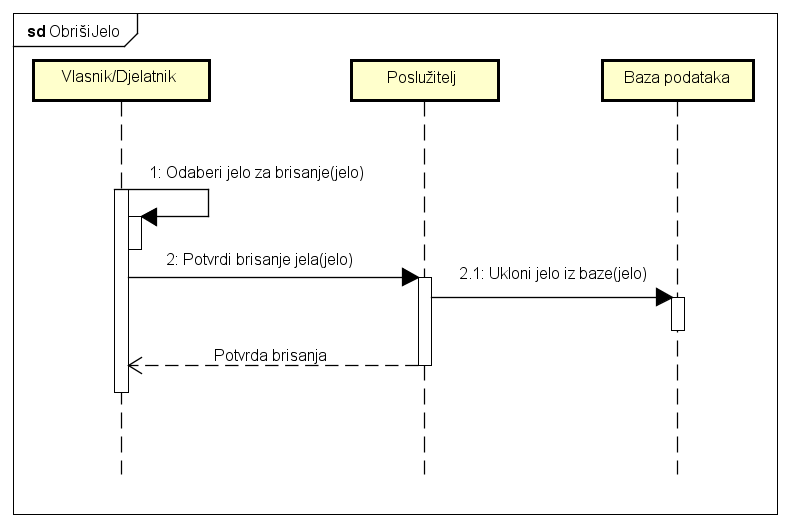 sd ObrišiJelo
Vlasnik/Djelatnik
Poslužitelj
Baza podataka
1: Odaberi jelo za brisanje(jelo)
2: Potvrdi brisanje jela(jelo)
2.1: Ukloni jelo iz baze(jelo)
Potvrda brisanja